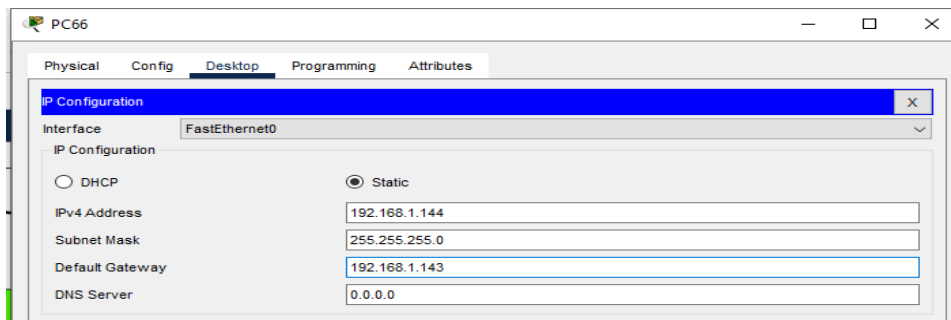 PC66
Physical Config Desktop Programming Attributes
IP Configuration X
Interface FastEthernet0
IP Configuration
DHCP Static
IPv4 Address 192.168.1.144
Subnet Mask 255.255.255.0
Default Gateway 192.168.1.143
DNS Server 0.0.0.0